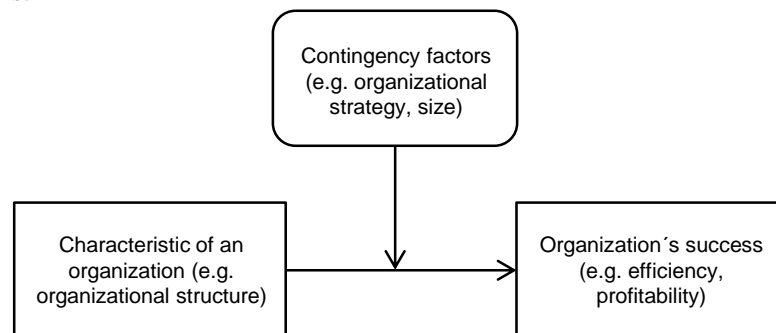 Contingency factors
(e.g. organizational
strategy, size)
Characteristic of an
organization (e.g.
organizational structure)
Organization´s success
(e.g. efficiency,
profitability)